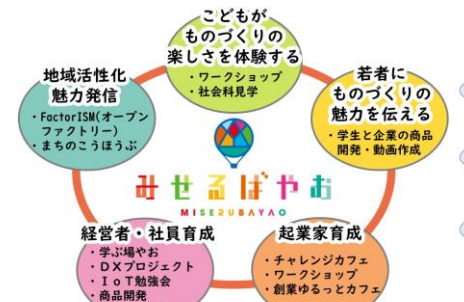 こどもが
ものづくりの
楽しさを体験する
・ワークショップ
・社会科見学
地域活性化
魅力発信
・FactorISM(オープン
ファクトリー)
・まちのこうほうぶ
若者に
ものづくりの
魅力を伝える
・学生と企業の商品
開発・動画作成
みせるばやお
MISERUBAYAO
経営者・社員育成
・学ぶ場やお
・DXプロジェクト
・IoT勉強会
・商品開発
起業家育成
・チャレンジカフェ
・ワークショップ
・創業ゆるっとカフェ